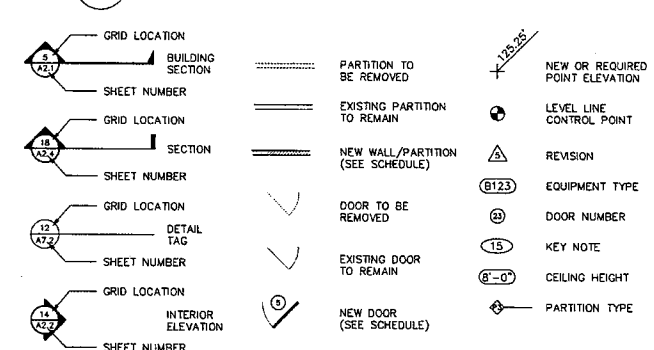 GRID LOCATION
5
A2.1
BUILDING
SECTION
SHEET NUMBER
GRID LOCATION
18
A2.4
SECTION
SHEET NUMBER
GRID LOCATION
12
A7.2
DETAIL
TAG
SHEET NUMBER
GRID LOCATION
14
A2.2
INTERIOR
ELEVATION
SHEET NUMBER
PARTITION TO
BE REMOVED
EXISTING PARTITION
TO REMAIN
NEW WALL/PARTITION
(SEE SCHEDULE)
DOOR TO BE
REMOVED
EXISTING DOOR
TO REMAIN
5
NEW DOOR
(SEE SCHEDULE)
125.25'
NEW OR REQUIRED
POINT ELEVATION
LEVEL LINE
CONTROL POINT
5
REVISION
B123
EQUIPMENT TYPE
23
DOOR NUMBER
15
KEY NOTE
8'-0"
CEILING HEIGHT
P3
PARTITION TYPE